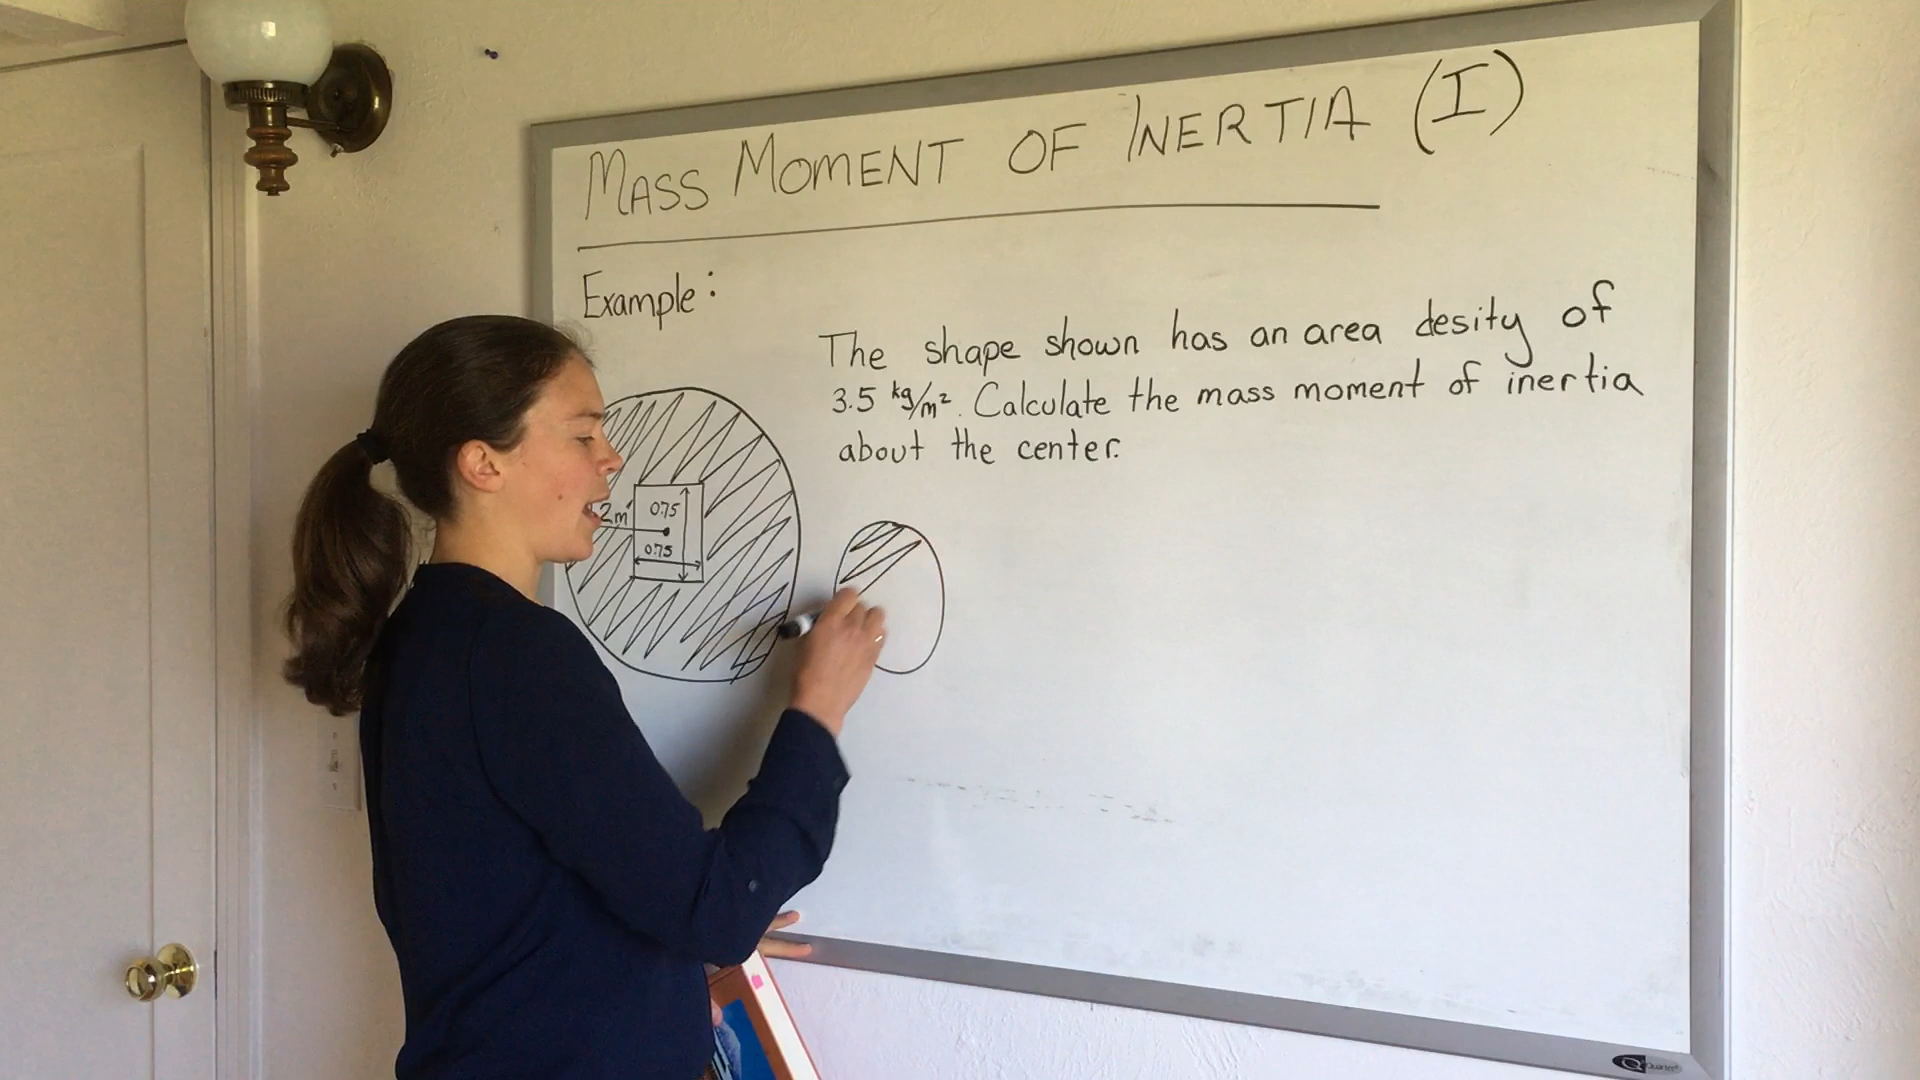 MASS MOMENT OF INERTIA (I)
Example:
The shape shown has an area desity of
3.5 kg/m². Calculate the mass moment of inertia
about the center.
2m
0.75
0.75
Quartet